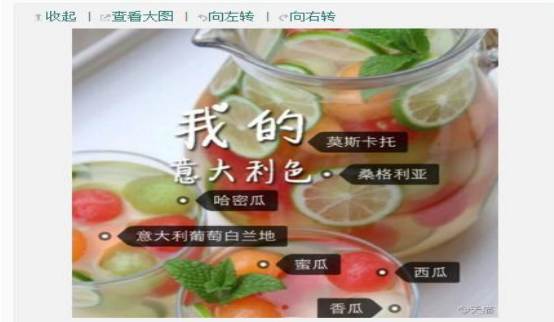 收起 | 查看大图 | 向左转 | 向右转
我的
莫斯卡托
意大利色
桑格利亚
哈密瓜
意大利葡萄白兰地
蜜瓜
西瓜
香瓜